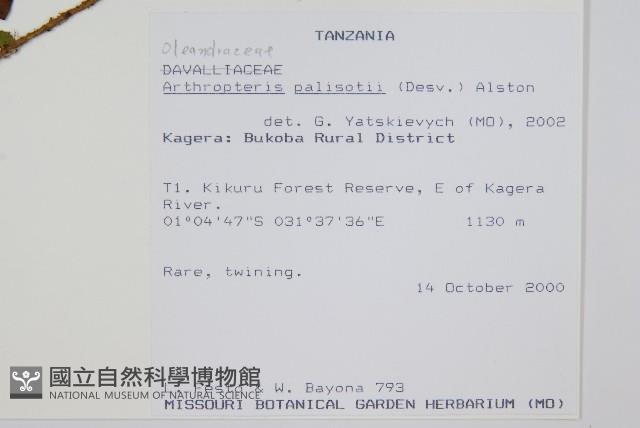 TANZANIA
Oleandraceae
DAVALLIACEAE
Arthropteris palisotii (Desv.) Alston
det. G. Yatskievych (MO), 2002
Kagera: Bukoba Rural District
T1. Kikuru Forest Reserve, E of Kagera
River.
01°04'47"S 031°37'36"E 1130 m
Rare, twining.
14 October 2000
& W. Bayona 793
MISSOURI BOTANICAL GARDEN HERBARIUM (MO)
國立自然科學博物館
NATIONAL MUSEUM OF NATURAL SCIENCE